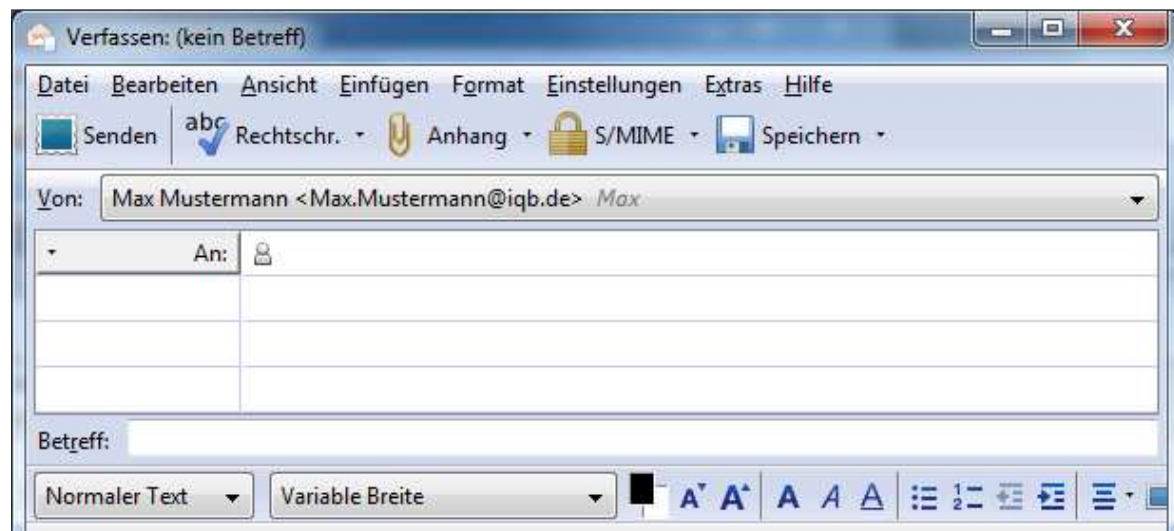 Verfassen: (kein Betreff)
Datei Bearbeiten Ansicht Einfügen Format Einstellungen Extras Hilfe
Senden abc Rechtschr. Anhang S/MIME Speichern
Von: Max Mustermann <Max.Mustermann@iqb.de> Max
An:
Betreff:
Normaler Text Variable Breite A A A A A